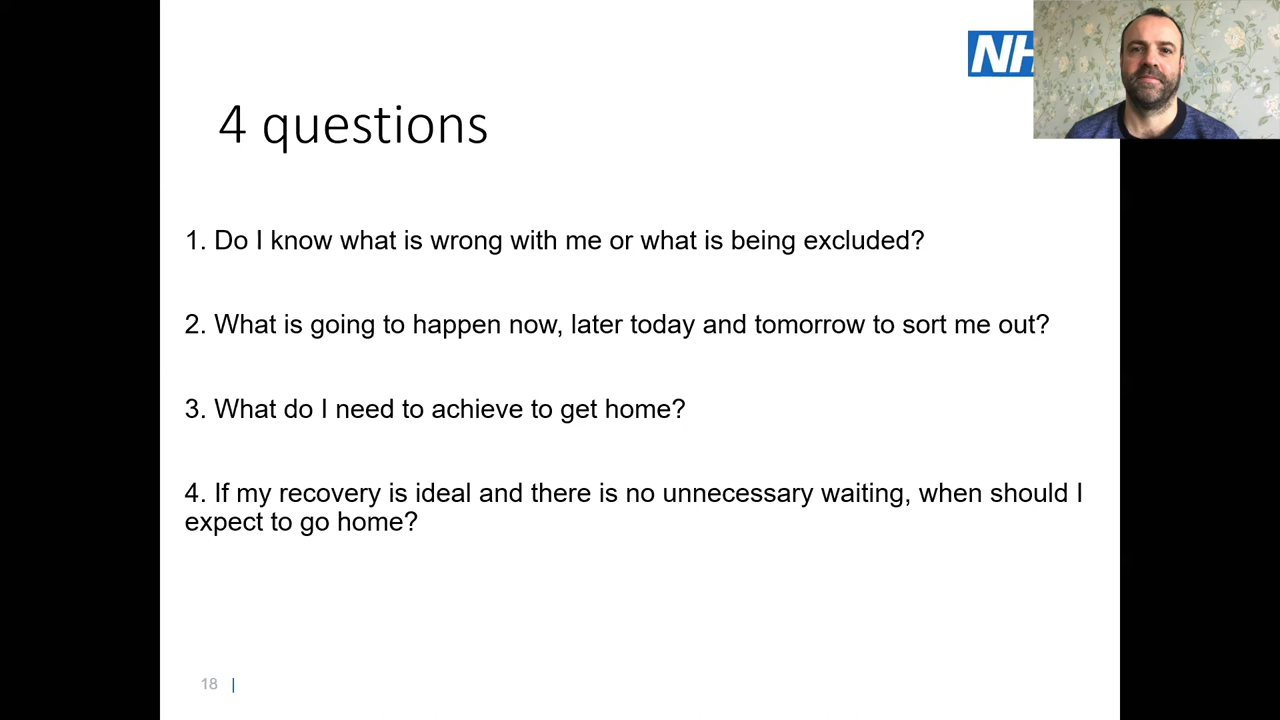 NH
4 questions
1. Do I know what is wrong with me or what is being excluded?
2. What is going to happen now, later today and tomorrow to sort me out?
3. What do I need to achieve to get home?
4. If my recovery is ideal and there is no unnecessary waiting, when should I
expect to go home?
18 |